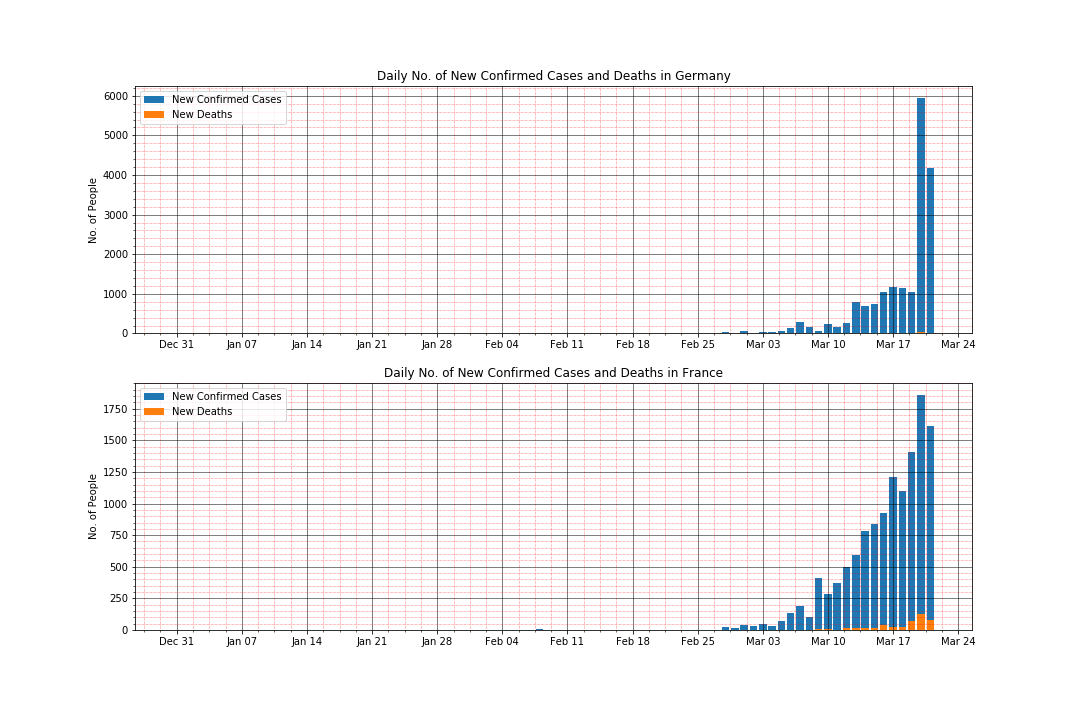 Daily No. of New Confirmed Cases and Deaths in Germany
New Confirmed Cases
New Deaths
No. of People
6000
5000
4000
3000
2000
1000
0
Dec 31 Jan 07 Jan 14 Jan 21 Jan 28 Feb 04 Feb 11 Feb 18 Feb 25 Mar 03 Mar 10 Mar 17 Mar 24
Daily No. of New Confirmed Cases and Deaths in France
New Confirmed Cases
New Deaths
No. of People
1750
1500
1250
1000
750
500
250
0
Dec 31 Jan 07 Jan 14 Jan 21 Jan 28 Feb 04 Feb 11 Feb 18 Feb 25 Mar 03 Mar 10 Mar 17 Mar 24